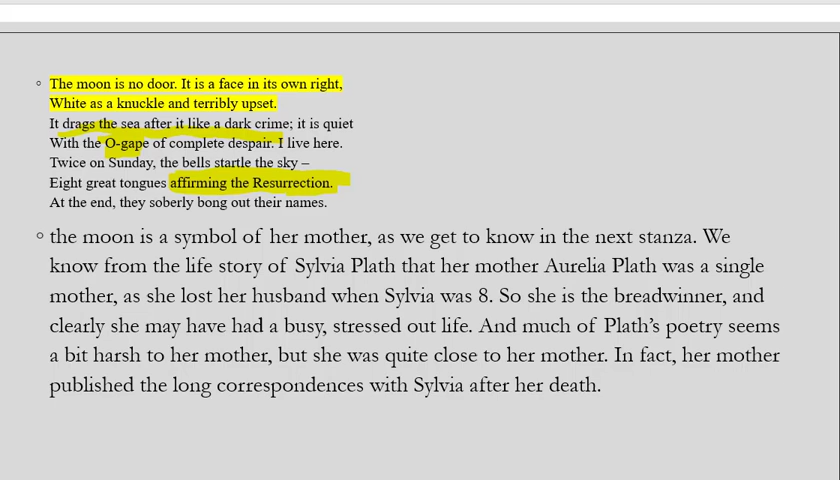 The moon is no door. It is a face in its own right,
White as a knuckle and terribly upset.
It drags the sea after it like a dark crime; it is quiet
With the O-gape of complete despair. I live here.
Twice on Sunday, the bells startle the sky –
Eight great tongues affirming the Resurrection.
At the end, they soberly bong out their names.
the moon is a symbol of her mother, as we get to know in the next stanza. We
know from the life story of Sylvia Plath that her mother Aurelia Plath was a single
mother, as she lost her husband when Sylvia was 8. So she is the breadwinner, and
clearly she may have had a busy, stressed out life. And much of Plath’s poetry seems
a bit harsh to her mother, but she was quite close to her mother. In fact, her mother
published the long correspondences with Sylvia after her death.